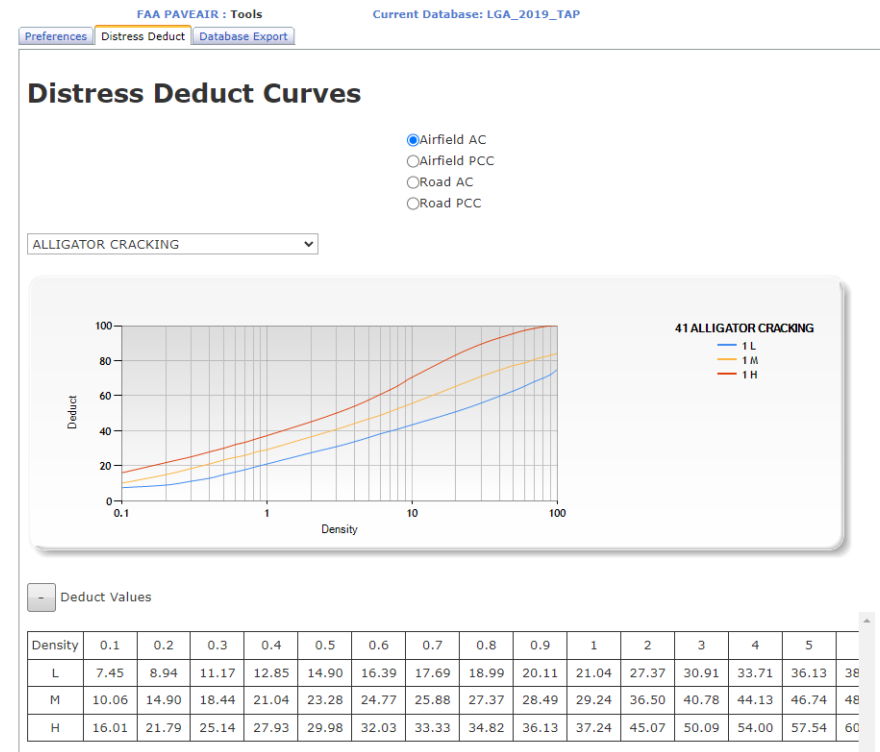 FAA PAVEAIR : Tools Current Database: LGA_2019_TAP
Preferences Distress Deduct Database Export
Distress Deduct Curves
Airfield AC
Airfield PCC
Road AC
Road PCC
ALLIGATOR CRACKING
41 ALLIGATOR CRACKING
1 L
1 M
1 H
Deduct
100
80
60
40
20
0
0.1 1 10 100
Density
- Deduct Values
Density 0.1 0.2 0.3 0.4 0.5 0.6 0.7 0.8 0.9 1 2 3 4 5
L 7.45 8.94 11.17 12.85 14.90 16.39 17.69 18.99 20.11 21.04 27.37 30.91 33.71 36.13 38
M 10.06 14.90 18.44 21.04 23.28 24.77 25.88 27.37 28.49 29.24 36.50 40.78 44.13 46.74 48
H 16.01 21.79 25.14 27.93 29.98 32.03 33.33 34.82 36.13 37.24 45.07 50.09 54.00 57.54 60